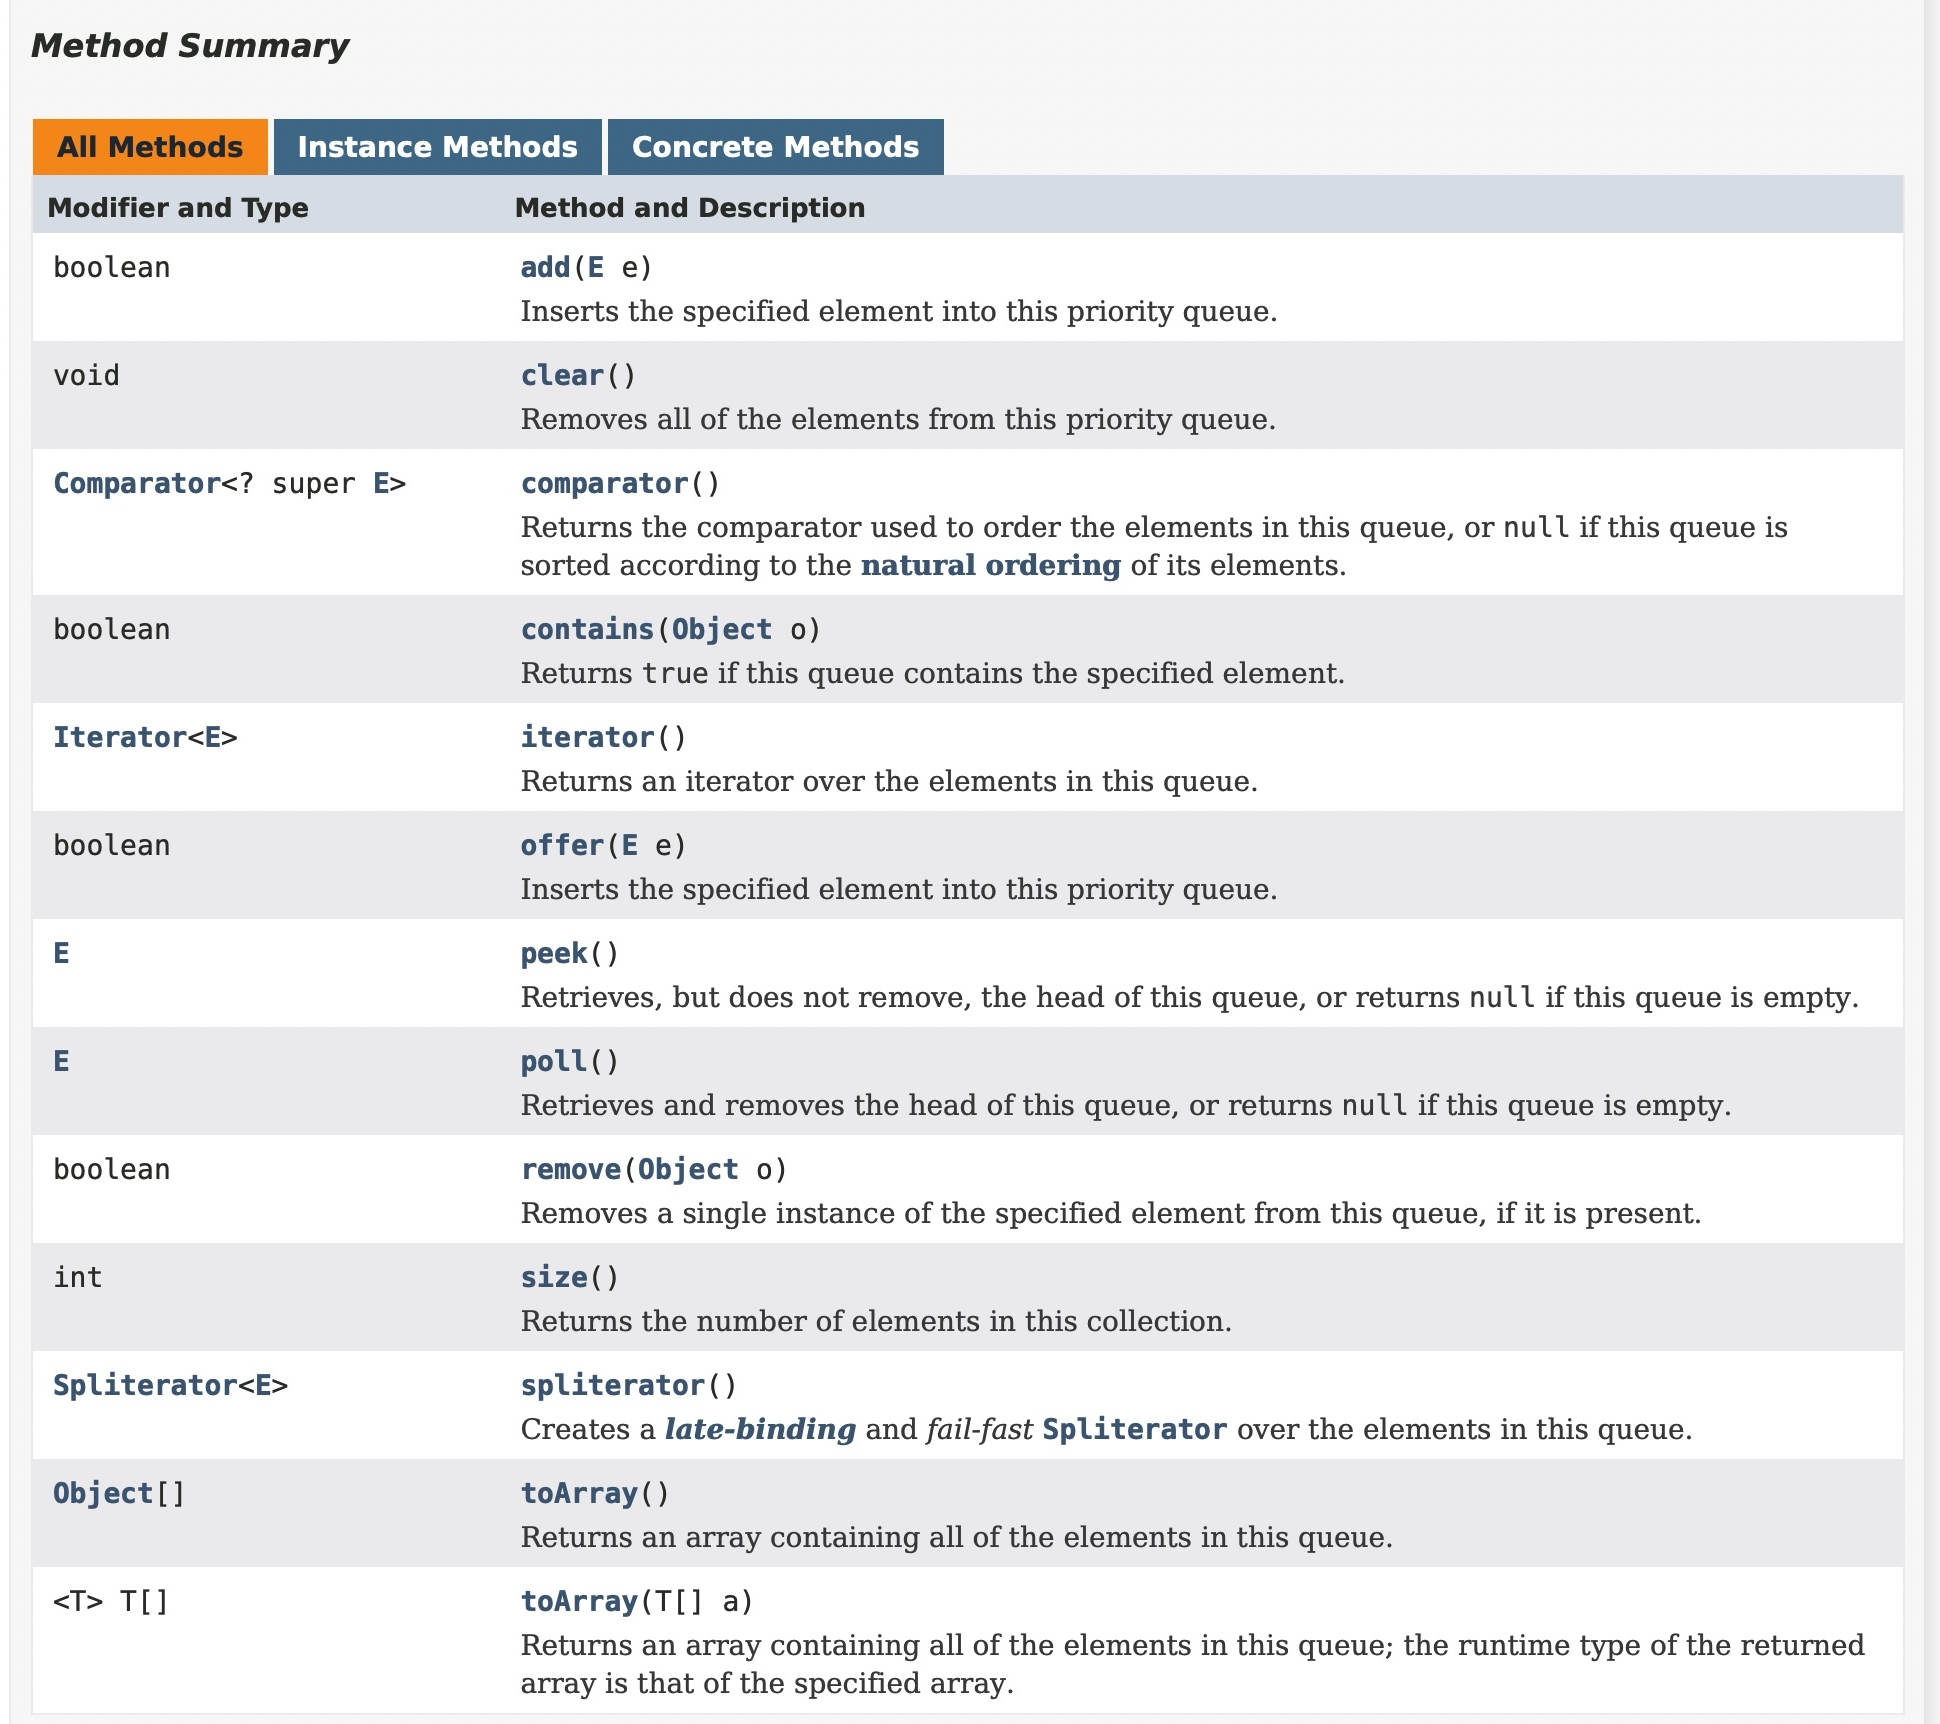 Method Summary
All Methods Instance Methods Concrete Methods
Modifier and Type Method and Description
boolean add(E e)
Inserts the specified element into this priority queue.
void clear()
Removes all of the elements from this priority queue.
Comparator<? super E> comparator()
Returns the comparator used to order the elements in this queue, or null if this queue is
sorted according to the natural ordering of its elements.
boolean contains(Object o)
Returns true if this queue contains the specified element.
Iterator<E> iterator()
Returns an iterator over the elements in this queue.
boolean offer(E e)
Inserts the specified element into this priority queue.
E peek()
Retrieves, but does not remove, the head of this queue, or returns null if this queue is empty.
E poll()
Retrieves and removes the head of this queue, or returns null if this queue is empty.
boolean remove(Object o)
Removes a single instance of the specified element from this queue, if it is present.
int size()
Returns the number of elements in this collection.
Spliterator<E> spliterator()
Creates a late-binding and fail-fast Spliterator over the elements in this queue.
Object[] toArray()
Returns an array containing all of the elements in this queue.
<T> T[] toArray(T[] a)
Returns an array containing all of the elements in this queue; the runtime type of the returned
array is that of the specified array.